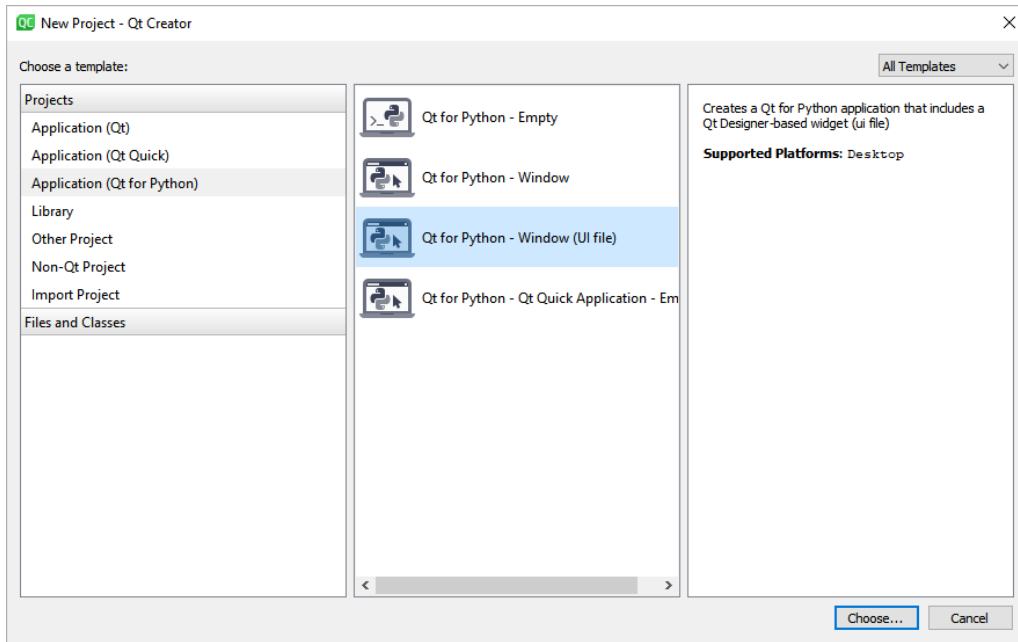 QC New Project - Qt Creator
Choose a template:
All Templates
Projects
Application (Qt)
Application (Qt Quick)
Application (Qt for Python)
Library
Other Project
Non-Qt Project
Import Project
Files and Classes
Qt for Python - Empty
Qt for Python - Window
Qt for Python - Window (UI file)
Qt for Python - Qt Quick Application - Em
Creates a Qt for Python application that includes a
Qt Designer-based widget (ui file)
Supported Platforms: Desktop
Choose...
Cancel